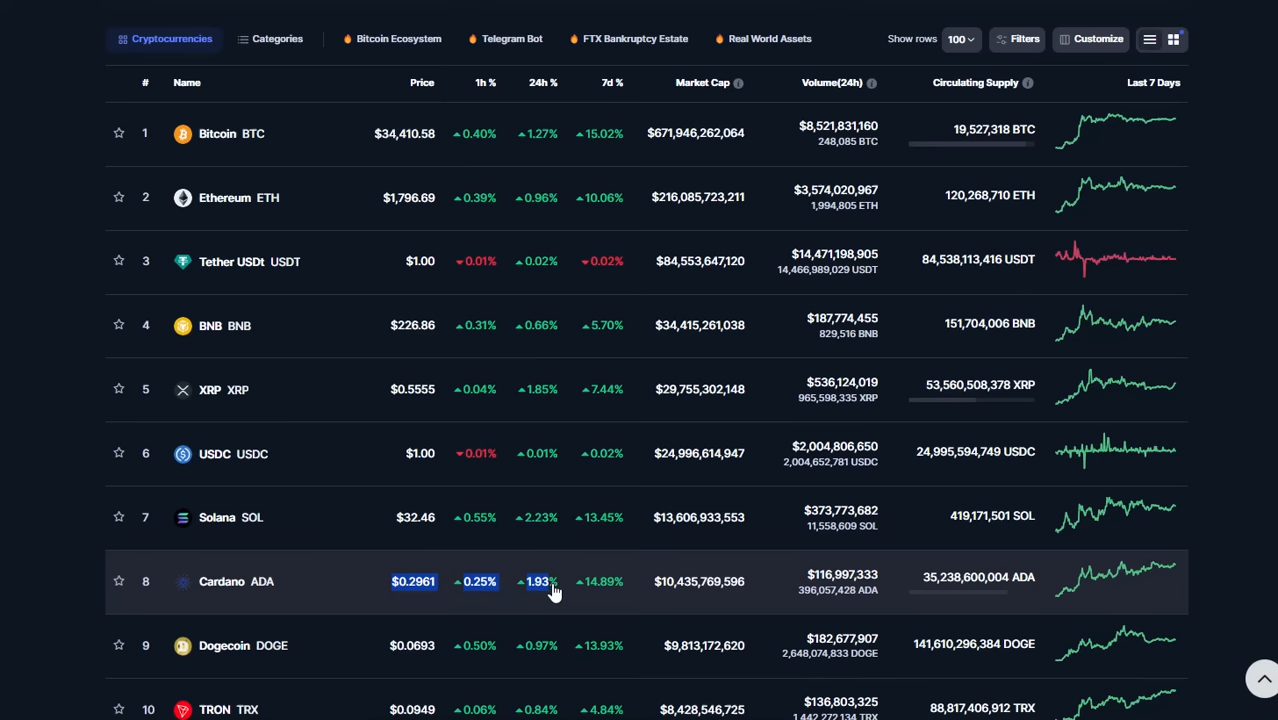 Cryptocurrencies Categories Bitcoin Ecosystem Telegram Bot FTX Bankruptcy Estate Real World Assets Show rows 100 Filters Customize
# Name Price 1h % 24h % 7d % Market Cap Volume(24h) Circulating Supply Last 7 Days
1 Bitcoin BTC $34,410.58 0.40% 1.27% 15.02% $671,946,262,064 $8,521,831,160 19,527,318 BTC
248,085 BTC
2 Ethereum ETH $1,796.69 0.39% 0.96% 10.06% $216,085,723,211 $3,574,020,967 120,268,710 ETH
1,994,805 ETH
3 Tether USDt USDT $1.00 0.01% 0.02% 0.02% $84,553,647,120 $14,471,198,905 84,538,113,416 USDT
14,466,989,029 USDT
4 BNB BNB $226.86 0.31% 0.66% 5.70% $34,415,261,038 $187,774,455 151,704,006 BNB
829,516 BNB
5 XRP XRP $0.5555 0.04% 1.85% 7.44% $29,755,302,148 $536,124,019 53,560,508,378 XRP
965,598,335 XRP
6 USDC USDC $1.00 0.01% 0.01% 0.02% $24,996,614,947 $2,004,806,650 24,995,594,749 USDC
2,004,652,781 USDC
7 Solana SOL $32.46 0.55% 2.23% 13.45% $13,606,933,553 $373,773,682 419,171,501 SOL
11,558,609 SOL
8 Cardano ADA $0.2961 0.25% 1.93% 14.89% $10,435,769,596 $116,997,333 35,238,600,004 ADA
396,057,428 ADA
9 Dogecoin DOGE $0.0693 0.50% 0.97% 13.93% $9,813,172,620 $182,677,907 141,610,296,384 DOGE
2,648,074,833 DOGE
10 TRON TRX $0.0949 0.06% 0.84% 4.84% $8,428,546,725 $136,803,325 88,817,406,912 TRX
1,442,272,134 TRX